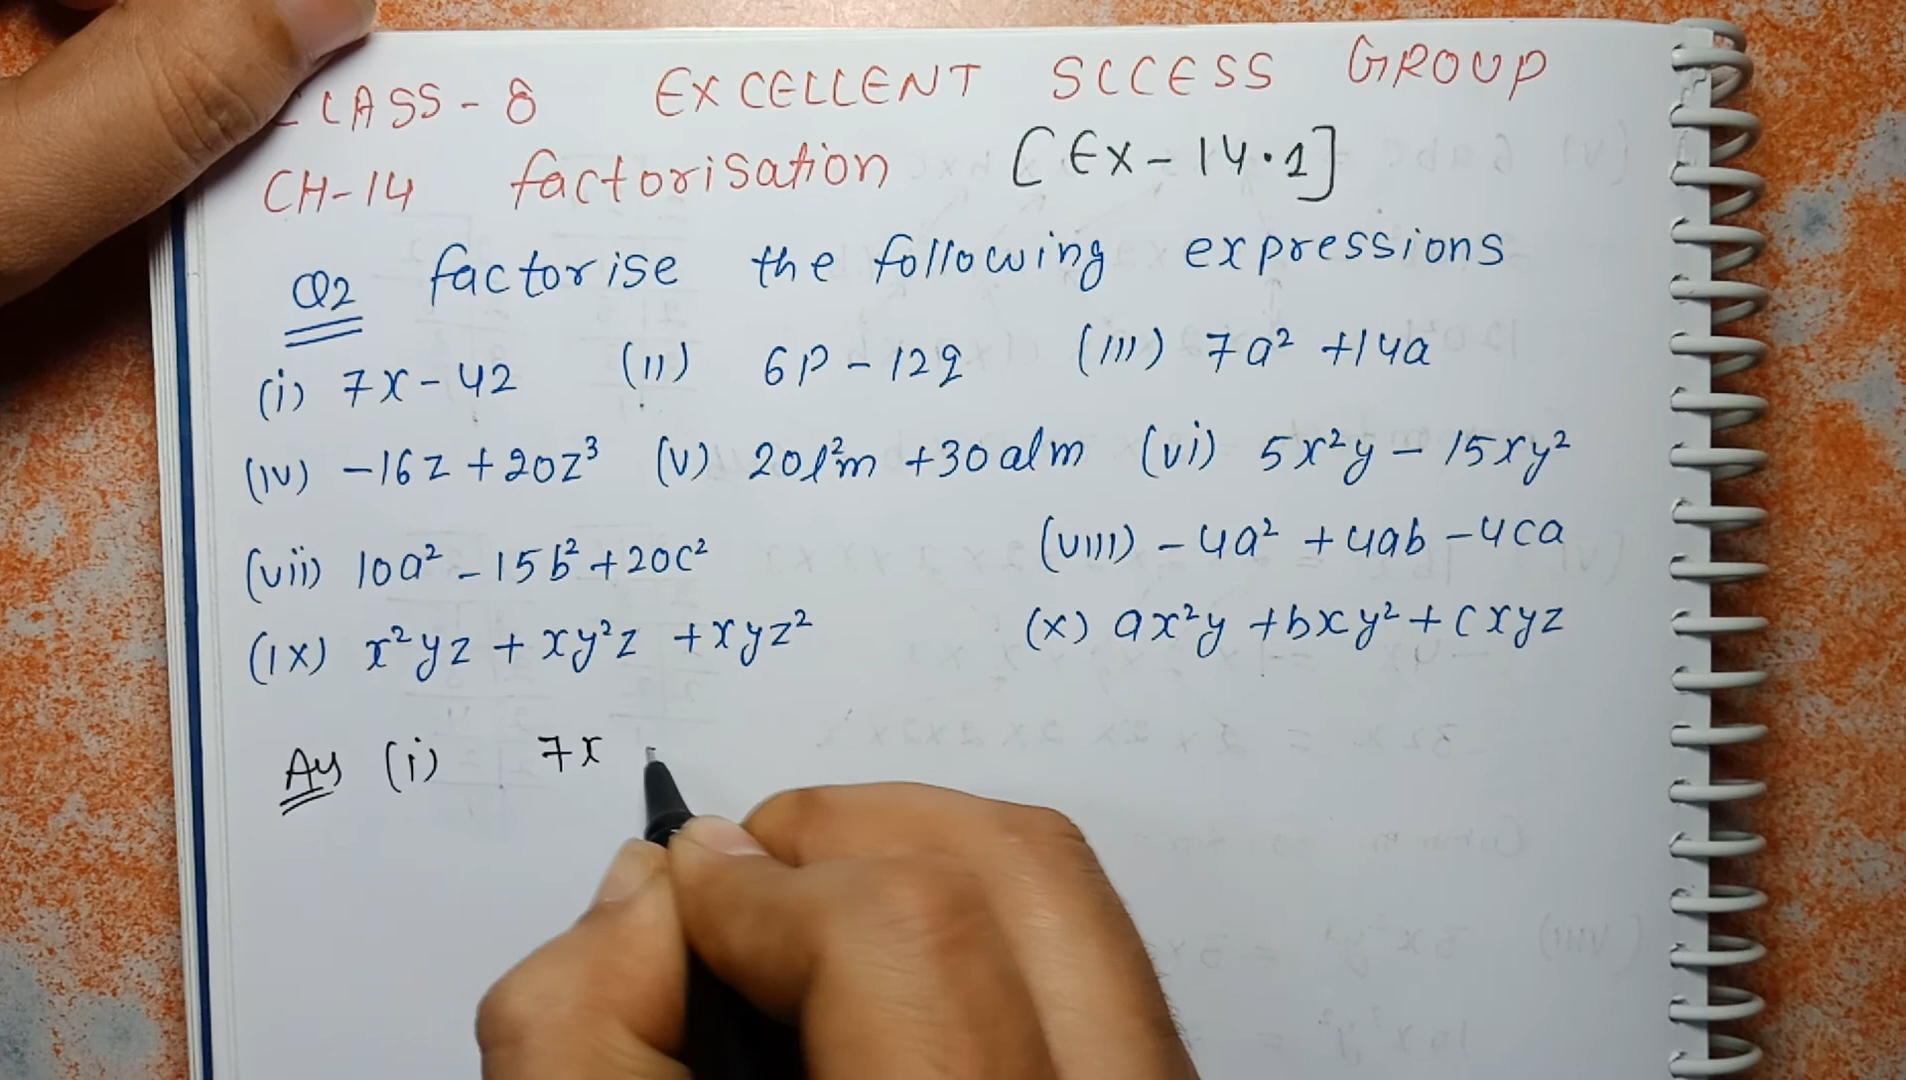 CLASS-8 EXCELLENT SCCESS GROUP
CH-14 factorisation [Ex-14.1]
Q2 factorise the following expressions
(i) 7x-42 (ii) 6p-12q (iii) 7a² +14a
(iv) -16z+20z³ (v) 20l²m +30alm (vi) 5x²y - 15xy²
(vii) 10a² - 15b²+20c² (viii) -4a² +4ab -4ca
(ix) x²yz + xy²z +xyz² (x) ax²y +bxy²+cxyz
(i) 7x